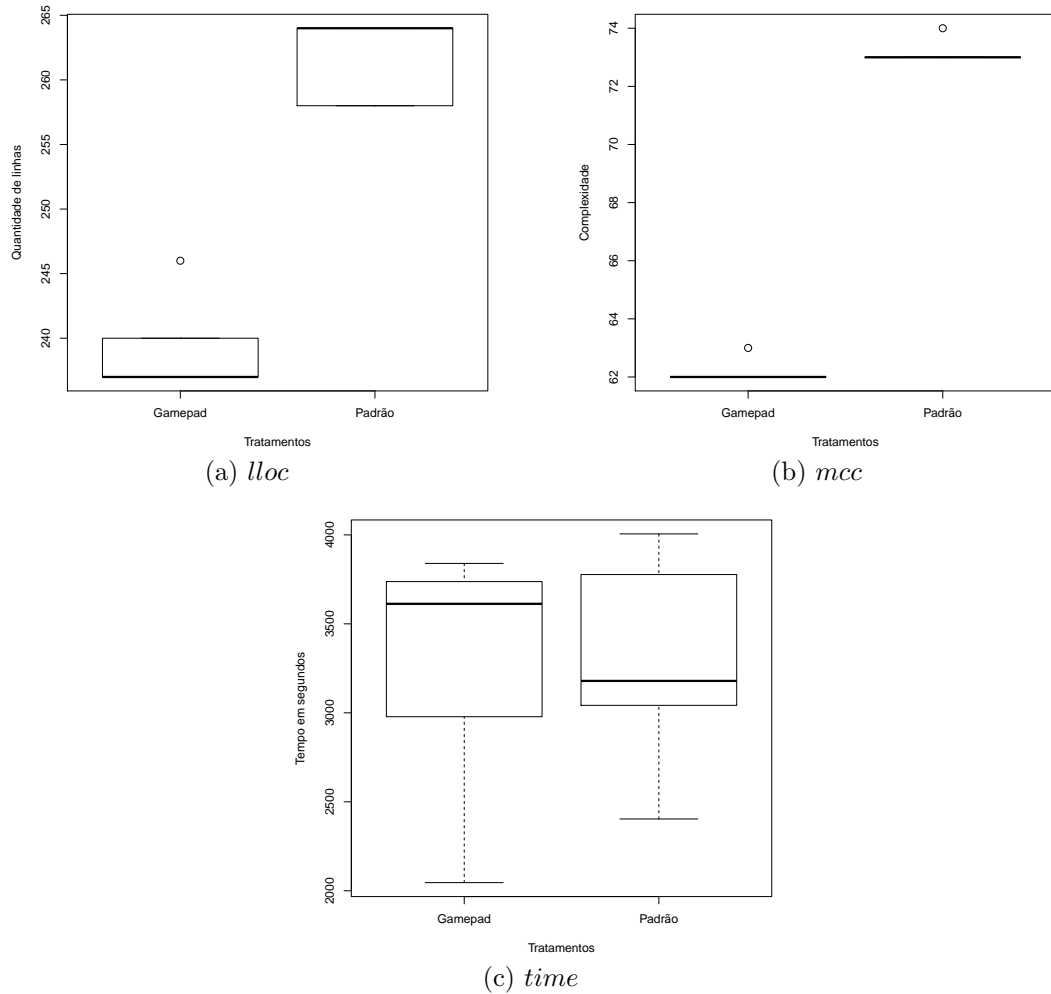 265
260
255
250
245
240
Quantidade de linhas
Gamepad
Padrão
Tratamentos
(a) lloc
74
72
70
68
66
64
62
Complexidade
Gamepad
Padrão
Tratamentos
(b) mcc
4000
3500
3000
2500
2000
Tempo em segundos
Gamepad
Padrão
Tratamentos
(c) time